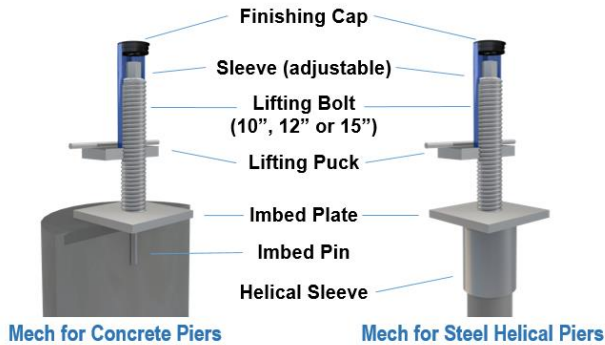 Finishing Cap
Sleeve (adjustable)
Lifting Bolt
(10”, 12” or 15”)
Lifting Puck
Imbed Plate
Imbed Pin
Helical Sleeve
Mech for Concrete Piers
Mech for Steel Helical Piers